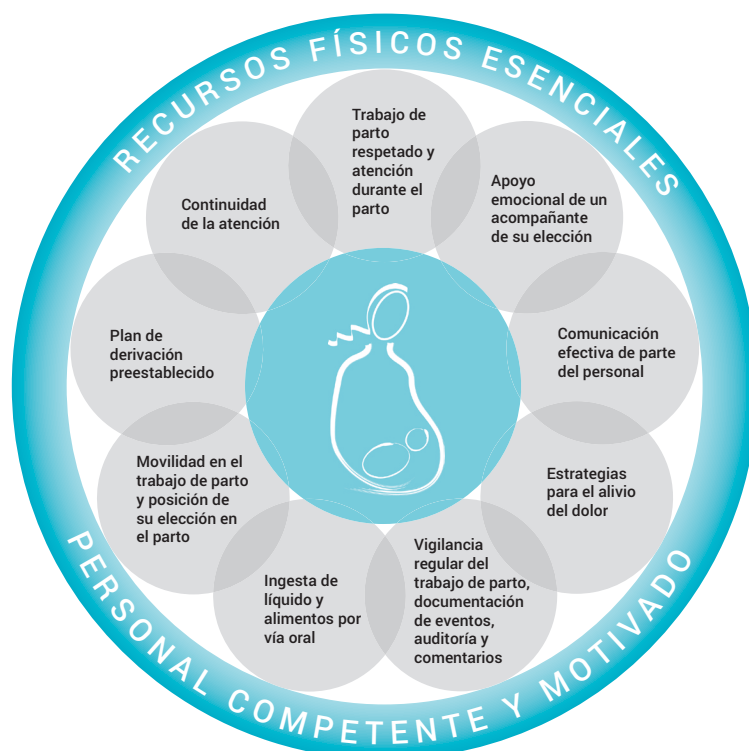 RECURSOS FÍSICOS ESENCIALES
Trabajo de
parto
respetado y
atención
durante el
parto
Apoyo
emocional de un
acompañante
de su elección
Comunicación
efectiva de parte
del personal
Estrategias
para el alivio
del dolor
Vigilancia
regular del
trabajo de parto,
documentación
de eventos,
auditoría y
comentarios
Ingesta de
líquido y
alimentos por
vía oral
Movilidad en el
trabajo de parto
y posición de
su elección en
el parto
Plan de
derivación
preestablecido
Continuidad
de la atención
PERSONAL COMPETENTE Y MOTIVADO